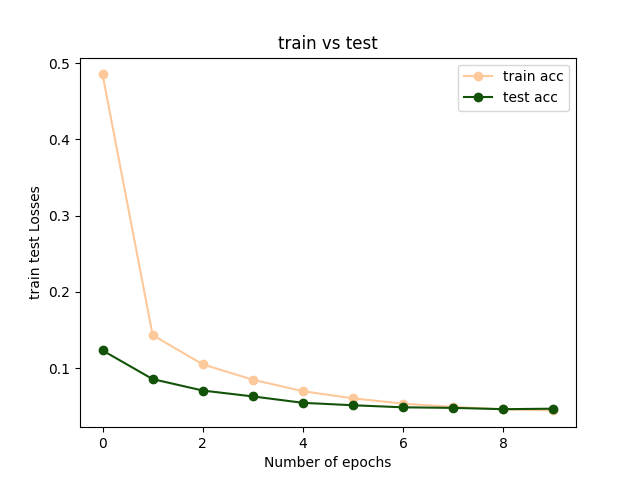 train vs test
train acc
test acc
0.5
0.4
0.3
0.2
0.1
train test Losses
0 2 4 6 8
Number of epochs